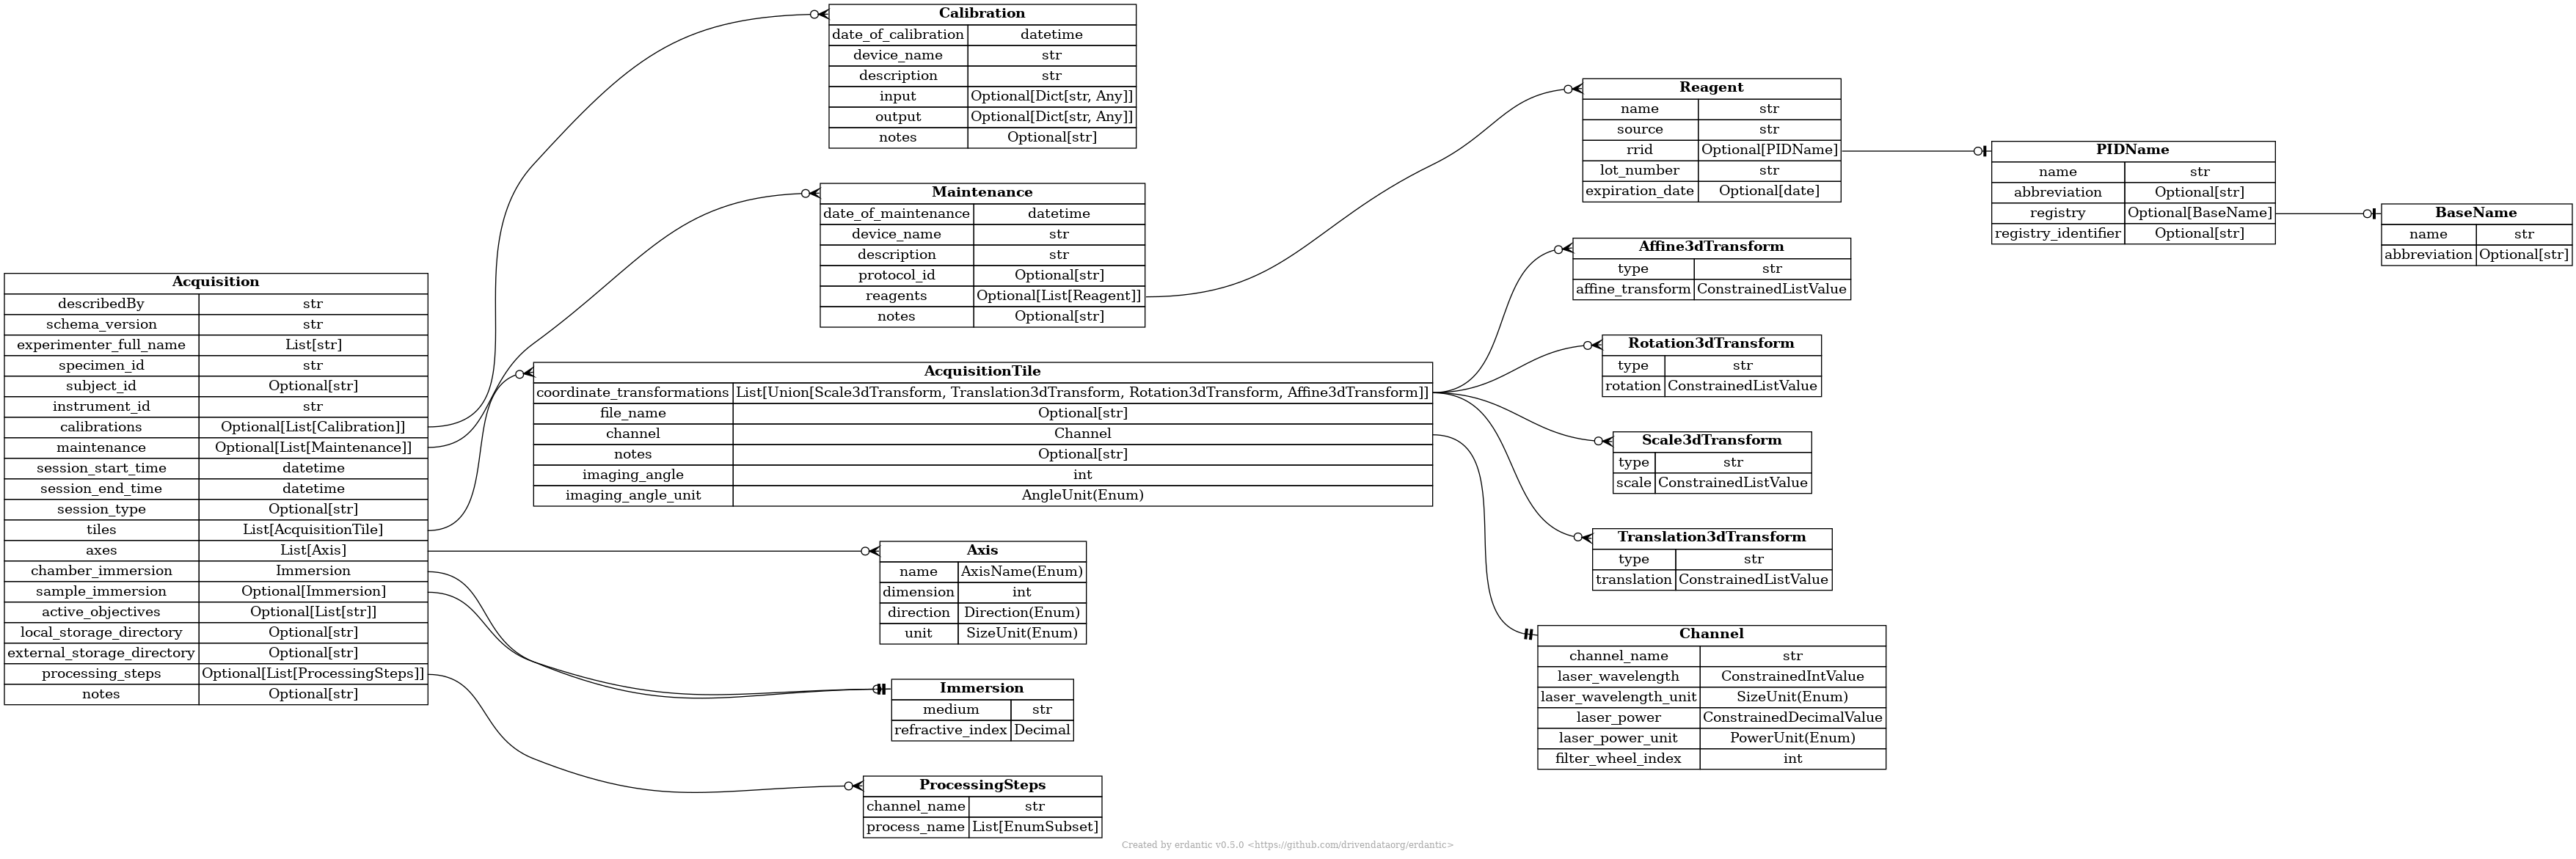 Calibration
date_of_calibration datetime
device_name str
description str
input Optional[Dict[str, Any]]
output Optional[Dict[str, Any]]
notes Optional[str]
Reagent
name str
source str
rrid Optional[PIDName]
lot_number str
expiration_date Optional[date]
PIDName
name str
abbreviation Optional[str]
registry Optional[BaseName]
registry_identifier Optional[str]
BaseName
name str
abbreviation Optional[str]
Maintenance
date_of_maintenance datetime
device_name str
description str
protocol_id Optional[str]
reagents Optional[List[Reagent]]
notes Optional[str]
Affine3dTransform
type str
affine_transform ConstrainedListValue
Acquisition
describedBy str
schema_version str
experimenter_full_name List[str]
specimen_id str
subject_id Optional[str]
instrument_id str
calibrations Optional[List[Calibration]]
maintenance Optional[List[Maintenance]]
session_start_time datetime
session_end_time datetime
session_type Optional[str]
tiles List[AcquisitionTile]
axes List[Axis]
chamber_immersion Immersion
sample_immersion Optional[Immersion]
active_objectives Optional[List[str]]
local_storage_directory Optional[str]
external_storage_directory Optional[str]
processing_steps Optional[List[ProcessingSteps]]
notes Optional[str]
Rotation3dTransform
type str
rotation ConstrainedListValue
AcquisitionTile
coordinate_transformations List[Union[Scale3dTransform, Translation3dTransform, Rotation3dTransform, Affine3dTransform]]
file_name Optional[str]
channel Channel
notes Optional[str]
imaging_angle int
imaging_angle_unit AngleUnit(Enum)
Scale3dTransform
type str
scale ConstrainedListValue
Translation3dTransform
type str
translation ConstrainedListValue
Axis
name AxisName(Enum)
dimension int
direction Direction(Enum)
unit SizeUnit(Enum)
Channel
channel_name str
laser_wavelength ConstrainedIntValue
laser_wavelength_unit SizeUnit(Enum)
laser_power ConstrainedDecimalValue
laser_power_unit PowerUnit(Enum)
filter_wheel_index int
Immersion
medium str
refractive_index Decimal
ProcessingSteps
channel_name str
process_name List[EnumSubset]
Created by erdantic v0.5.0 <https://github.com/drivendataorg/erdantic>